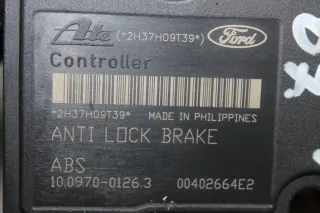 Ate (*2H37H09T39*) Ford
Controller
*2H37H09T39* MADE IN PHILIPPINES
ANTI LOCK BRAKE
ABS
10.0970-0126.3 00402664E2